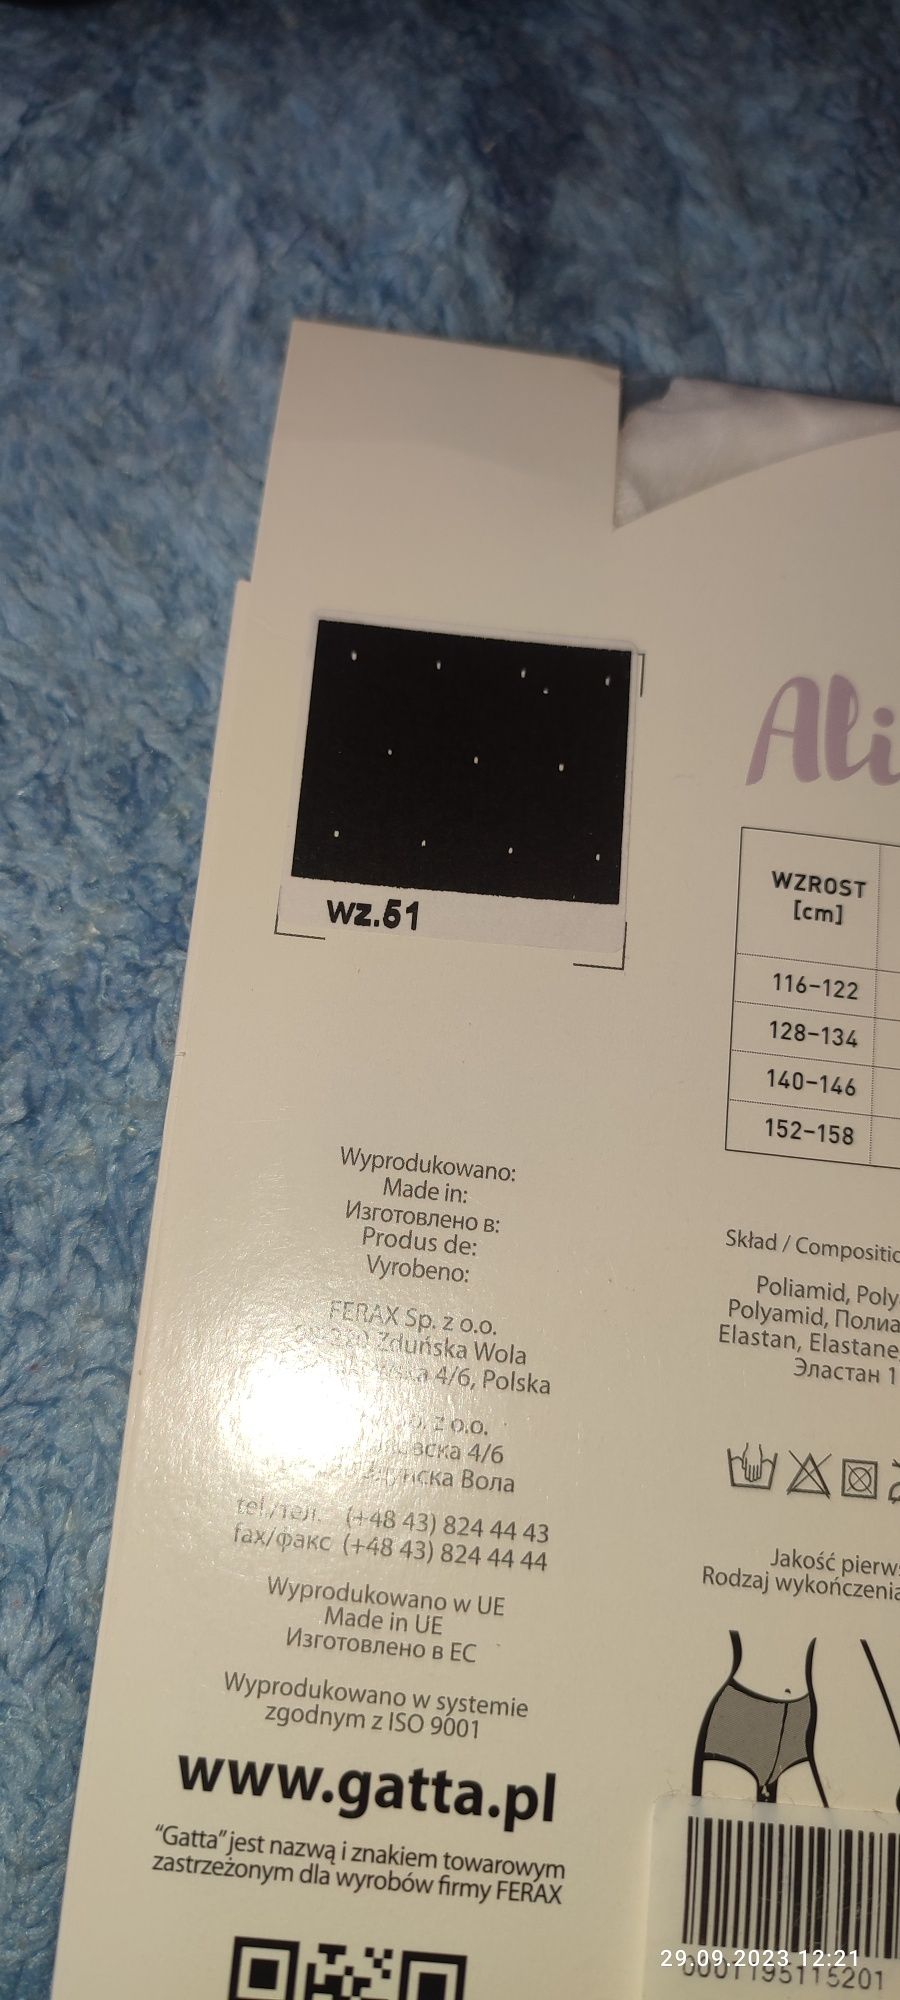 wz.51
Wyprodukowano:
Made in:
Изготовлено в:
Produs de:
Vyrobeno:
FERAX Sp. z o.o.
Zduńska Wola
4/6, Polska
z o.o.
4/6
Вола
tel./тел. (+48 43) 824 44 43
fax/факс (+48 43) 824 44 44
Wyprodukowano w UE
Made in UE
Изготовлено в ЕС
Wyprodukowano w systemie
zgodnym z ISO 9001
www.gatta.pl
"Gatta" jest nazwą i znakiem towarowym
zastrzeżonym dla wyrobów firmy FERAX
Ali
WZROST
[cm]
116-122
128-134
140-146
152-158
Skład / Compositio
Poliamid, Poly
Polyamid, Полиа
Elastan, Elastane
Эластан 1
Jakość pierws
Rodzaj wykończenia
29.09.2023 12:21
0001195115201